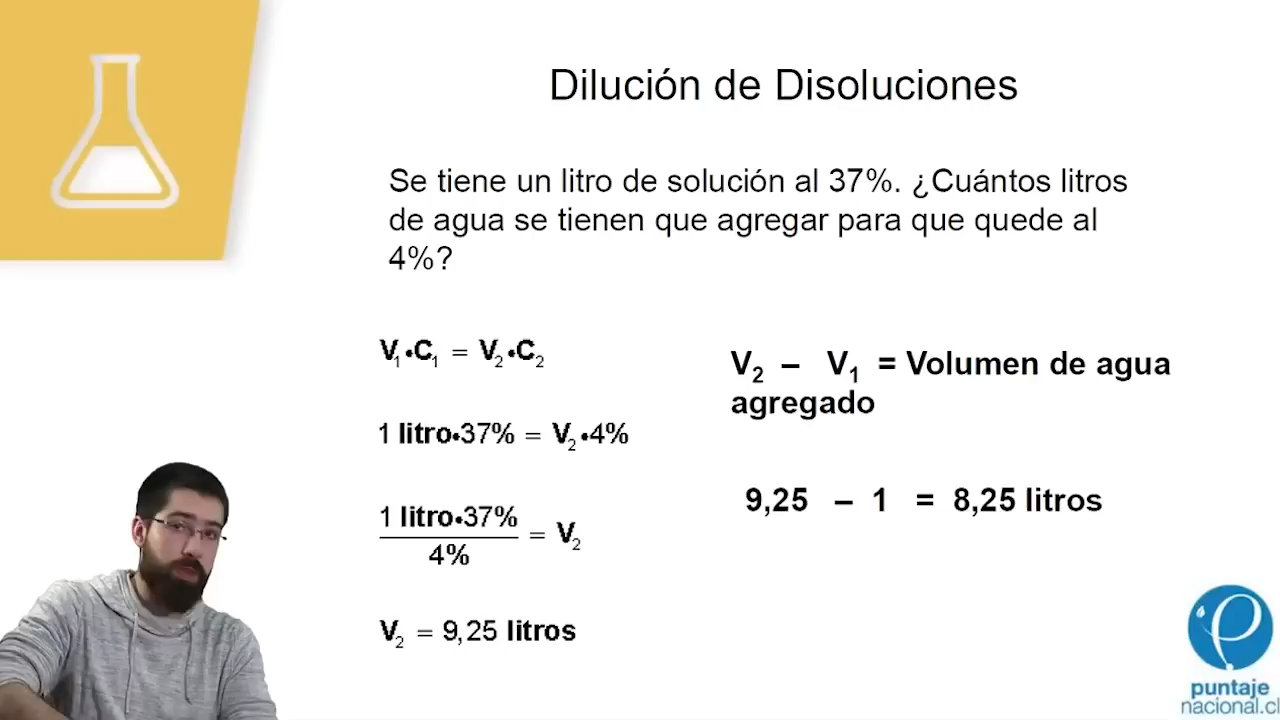 Dilución de Disoluciones
Se tiene un litro de solución al 37%. ¿Cuántos litros
de agua se tienen que agregar para que quede al
4%?
V₁•C₁ = V₂•C₂
1 litro•37% = V₂•4%
1 litro•37%
4%
= V₂
V₂ = 9,25 litros
V₂ – V₁ = Volumen de agua
agregado
9,25 – 1 = 8,25 litros
puntaje
nacional.cl